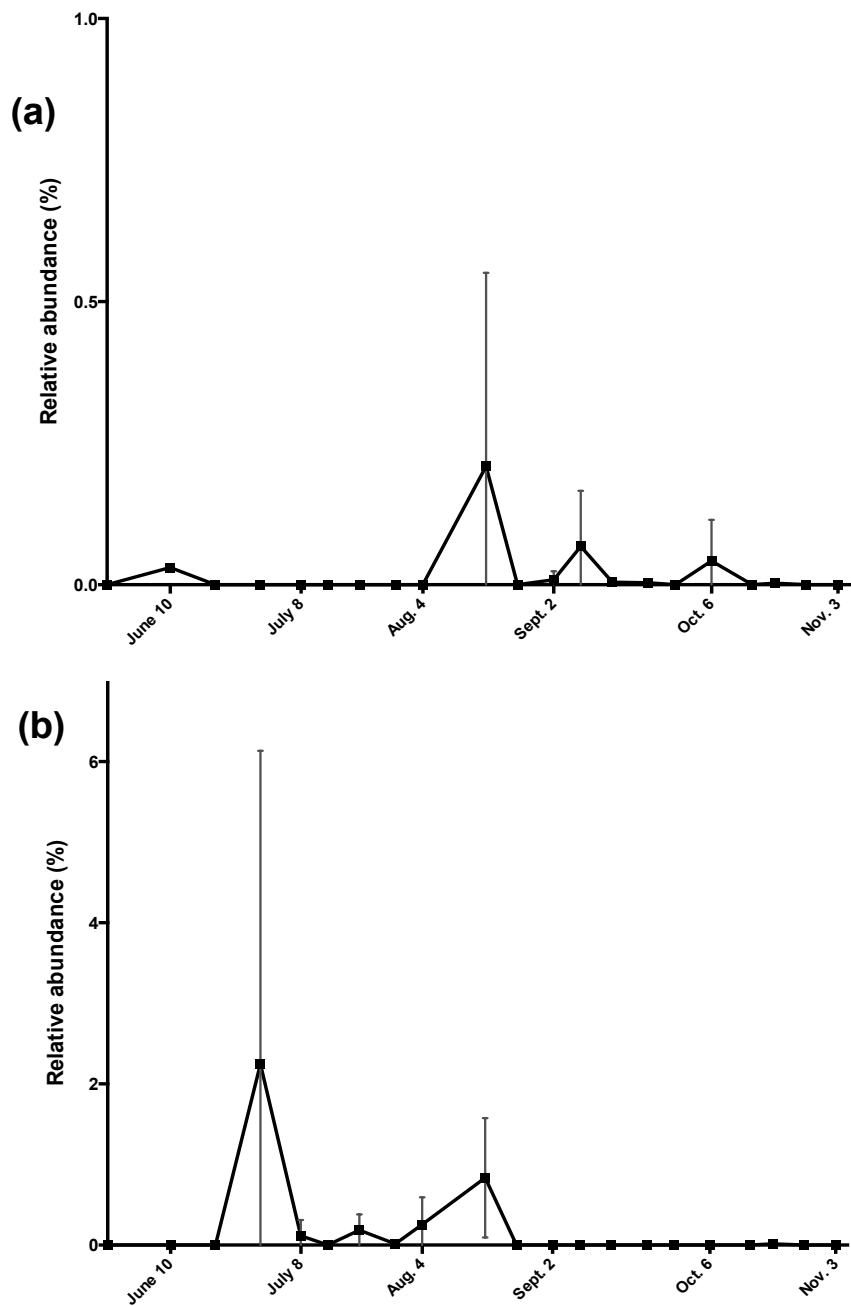 (a)
Relative abundance (%)
1.0
0.5
0.0
June 10
July 8
Aug. 4
Sept. 2
Oct. 6
Nov. 3
(b)
Relative abundance (%)
6
4
2
0
June 10
July 8
Aug. 4
Sept. 2
Oct. 6
Nov. 3